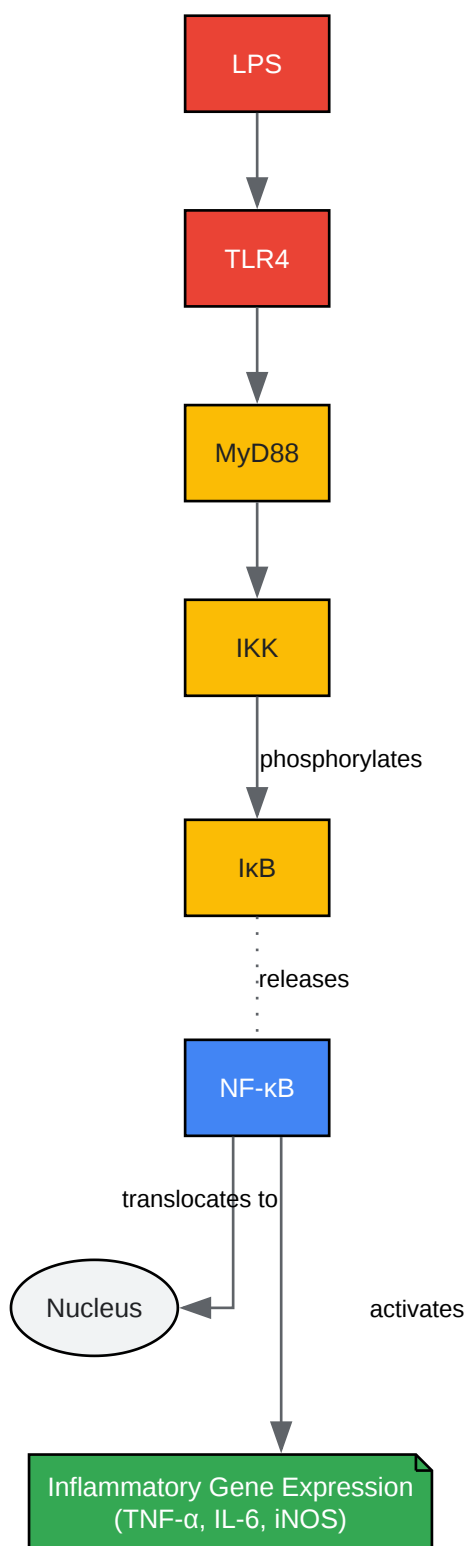 LPS
TLR4
MyD88
IKK
phosphorylates
IκB
releases
NF-κB
translocates to
Nucleus
activates
Inflammatory Gene Expression
(TNF-α, IL-6, iNOS)